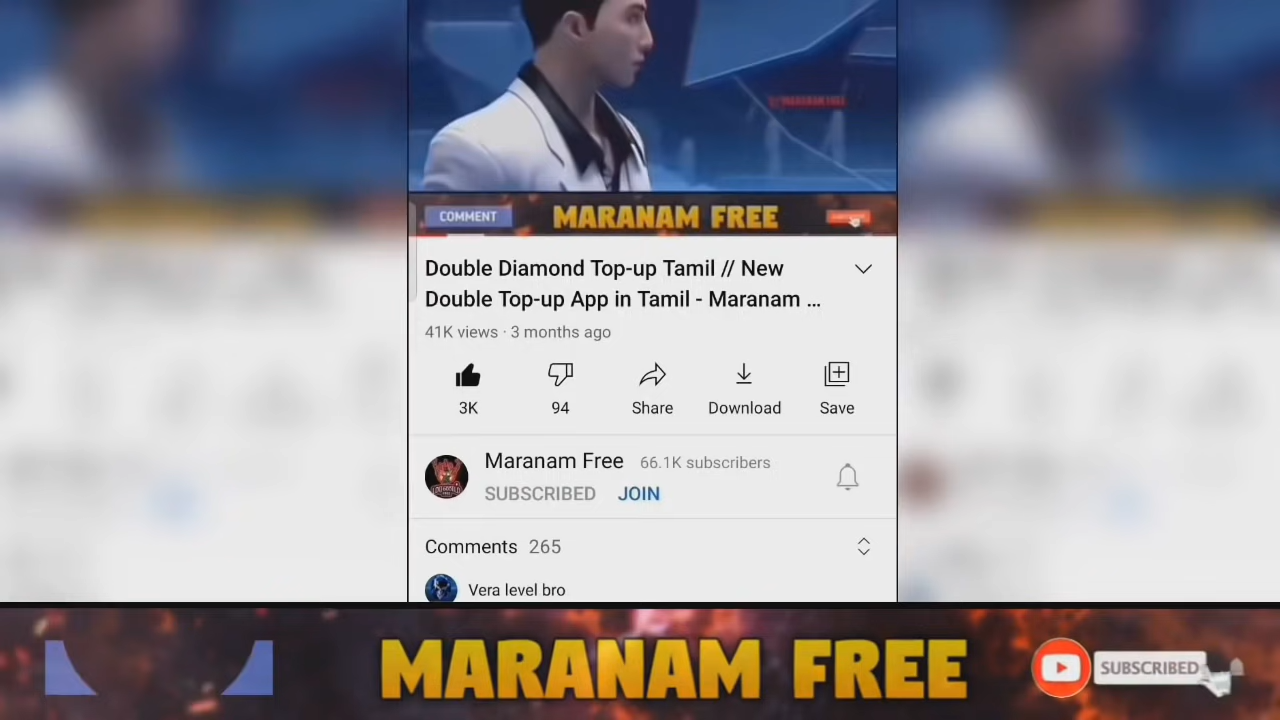 MARANAM FREE
COMMENT MARANAM FREE
Double Diamond Top-up Tamil // New
Double Top-up App in Tamil - Maranam ...
41K views · 3 months ago
3K 94 Share Download Save
Maranam Free 66.1K subscribers
SUBSCRIBED JOIN
Comments 265
Vera level bro
MARANAM FREE SUBSCRIBED